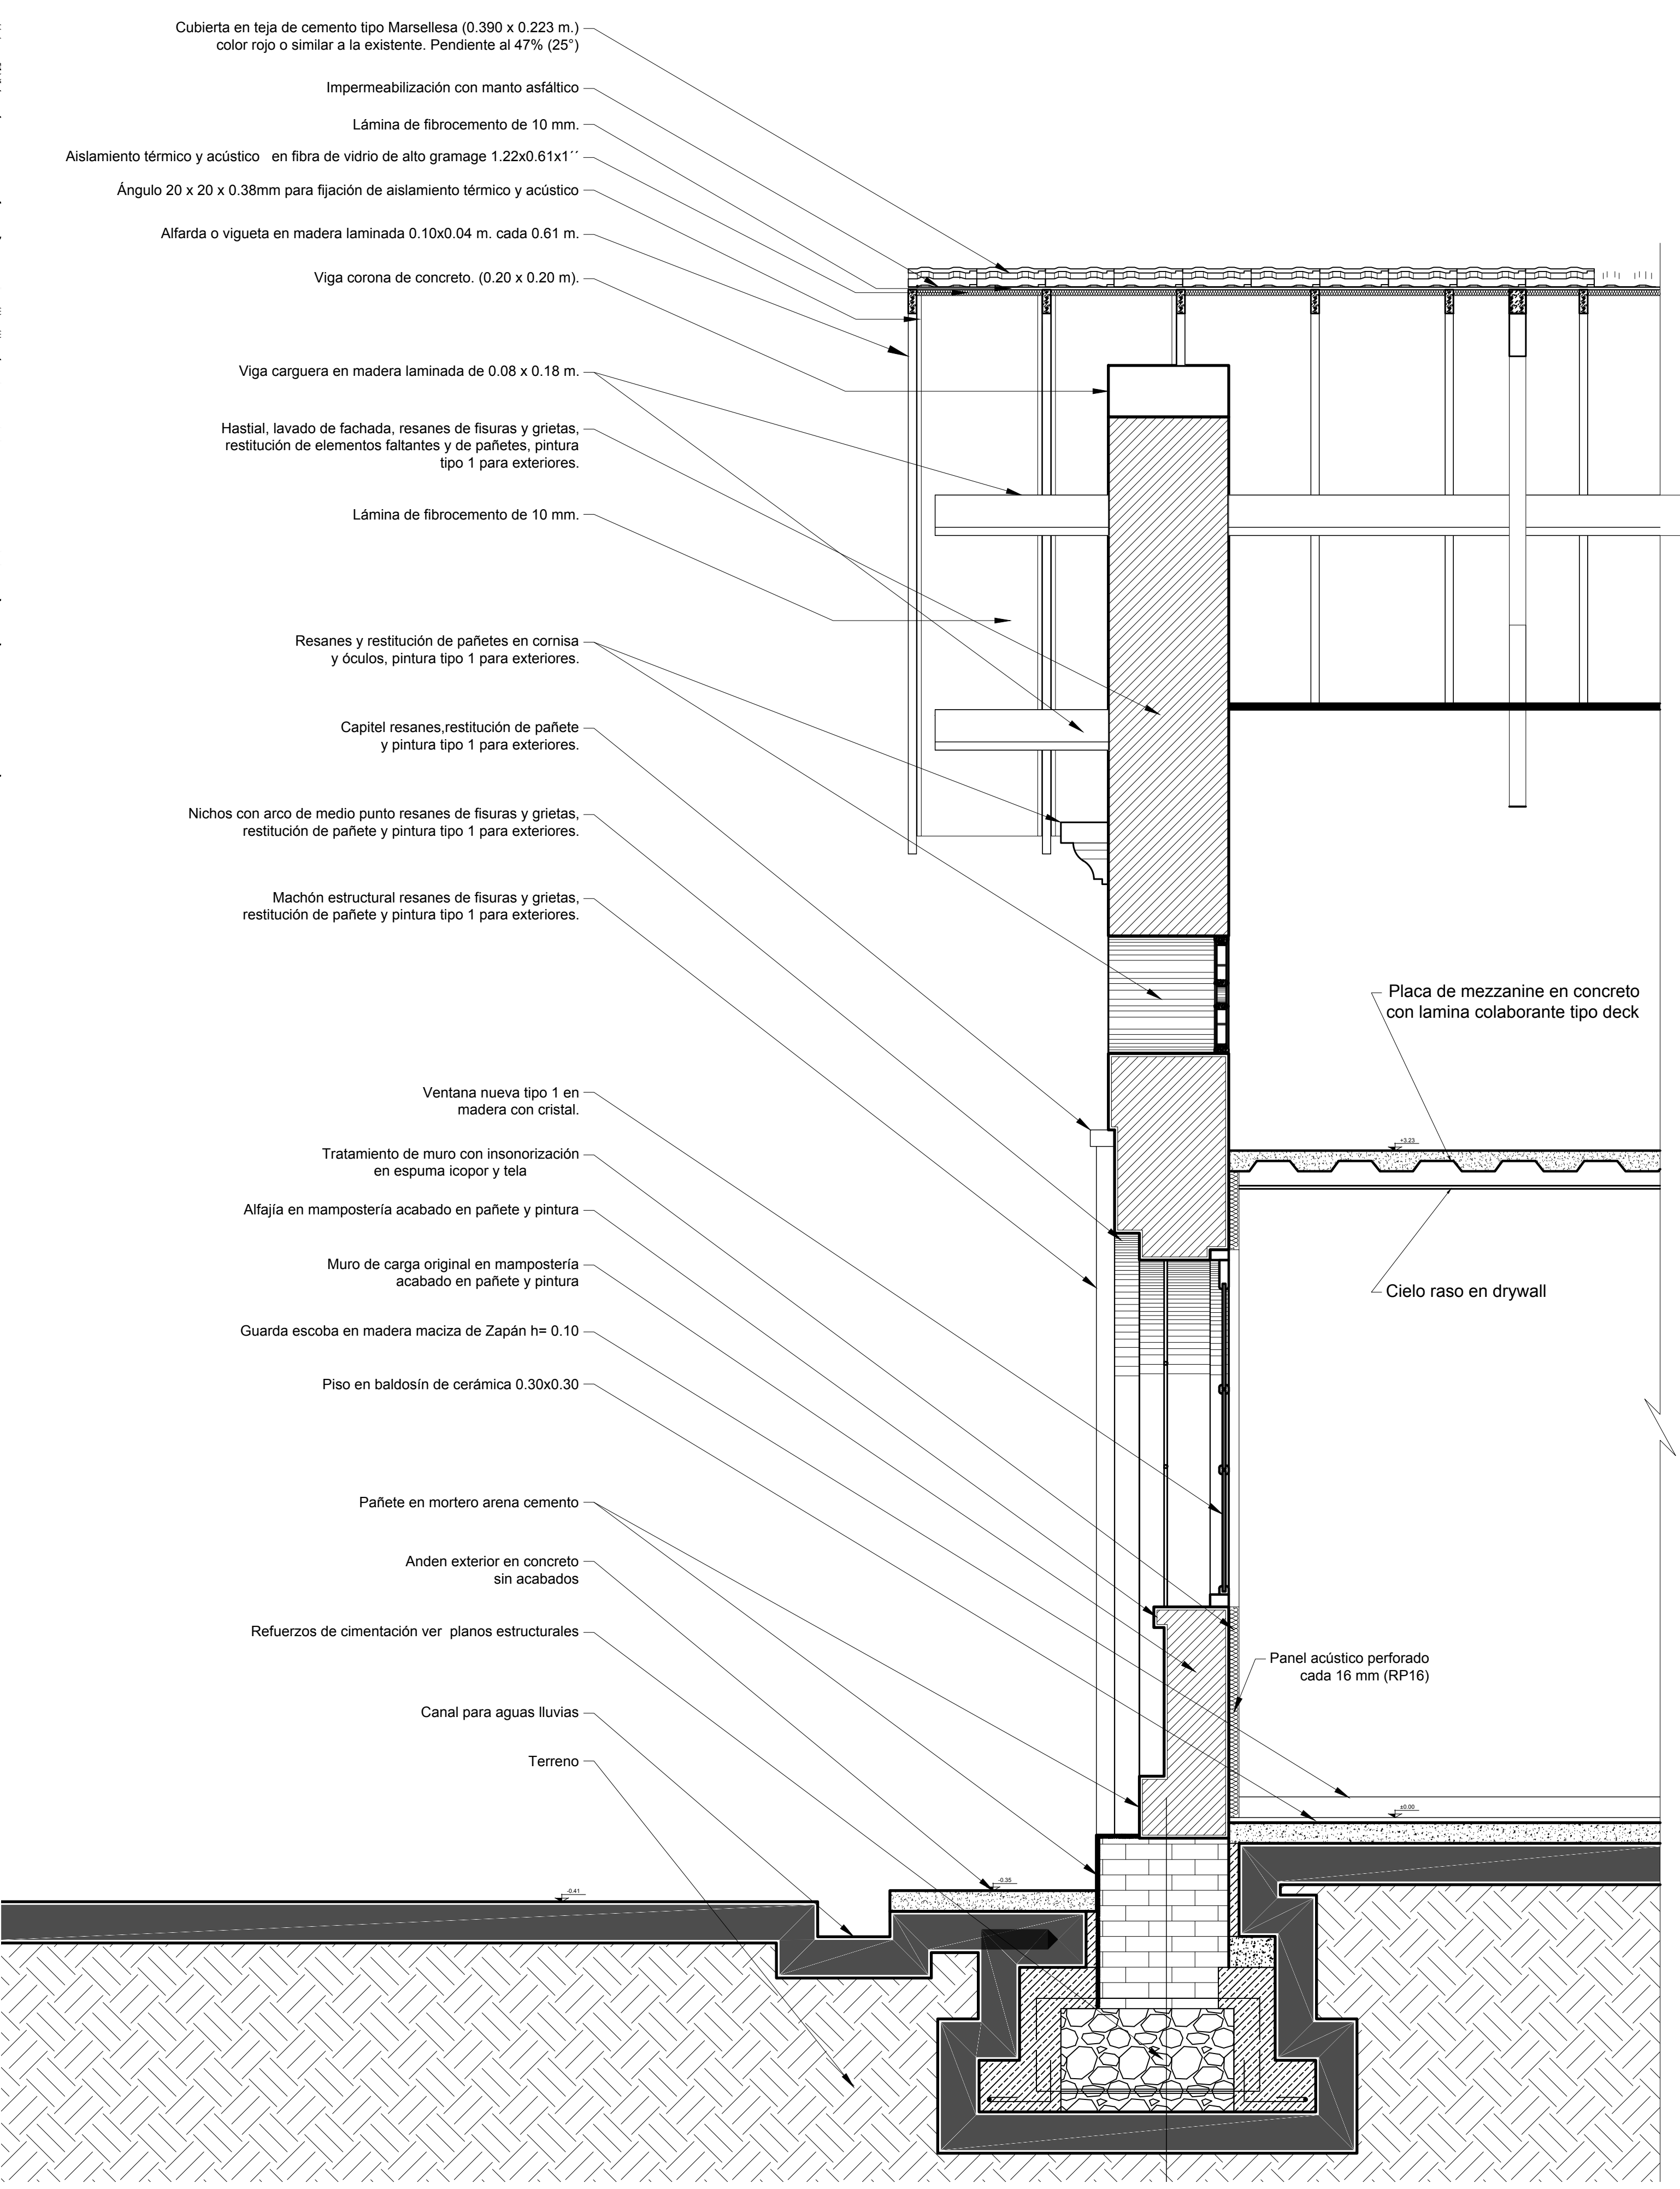 Cubierta en teja de cemento tipo Marsellesa (0.390 x 0.223 m.)
color rojo o similar a la existente. Pendiente al 47% (25°)
Impermeabilización con manto asfáltico
Lámina de fibrocemento de 10 mm.
Aislamiento térmico y acústico   en fibra de vidrio de alto gramage 1.22x0.61x1´´
Ángulo 20 x 20 x 0.38mm para fijación de aislamiento térmico y acústico
Alfarda o vigueta en madera laminada 0.10x0.04 m. cada 0.61 m.
Viga corona de concreto. (0.20 x 0.20 m).
Viga carguera en madera laminada de 0.08 x 0.18 m.
Hastial, lavado de fachada, resanes de fisuras y grietas,
restitución de elementos faltantes y de pañetes, pintura
tipo 1 para exteriores.
Lámina de fibrocemento de 10 mm.
Resanes y restitución de pañetes en cornisa
y óculos, pintura tipo 1 para exteriores.
Capitel resanes,restitución de pañete
y pintura tipo 1 para exteriores.
Nichos con arco de medio punto resanes de fisuras y grietas,
restitución de pañete y pintura tipo 1 para exteriores.
Machón estructural resanes de fisuras y grietas,
restitución de pañete y pintura tipo 1 para exteriores.
Placa de mezzanine en concreto
con lamina colaborante tipo deck
Ventana nueva tipo 1 en
madera con cristal.
+3.23
Tratamiento de muro con insonorización
en espuma icopor y tela
Alfajía en mampostería acabado en pañete y pintura
Muro de carga original en mampostería
acabado en pañete y pintura
Cielo raso en drywall
Guarda escoba en madera maciza de Zapán h= 0.10
Piso en baldosín de cerámica 0.30x0.30
Pañete en mortero arena cemento
Anden exterior en concreto
sin acabados
Refuerzos de cimentación ver  planos estructurales
Panel acústico perforado
cada 16 mm (RP16)
Canal para aguas lluvias
Terreno
±0.00
-0.35
-0.41